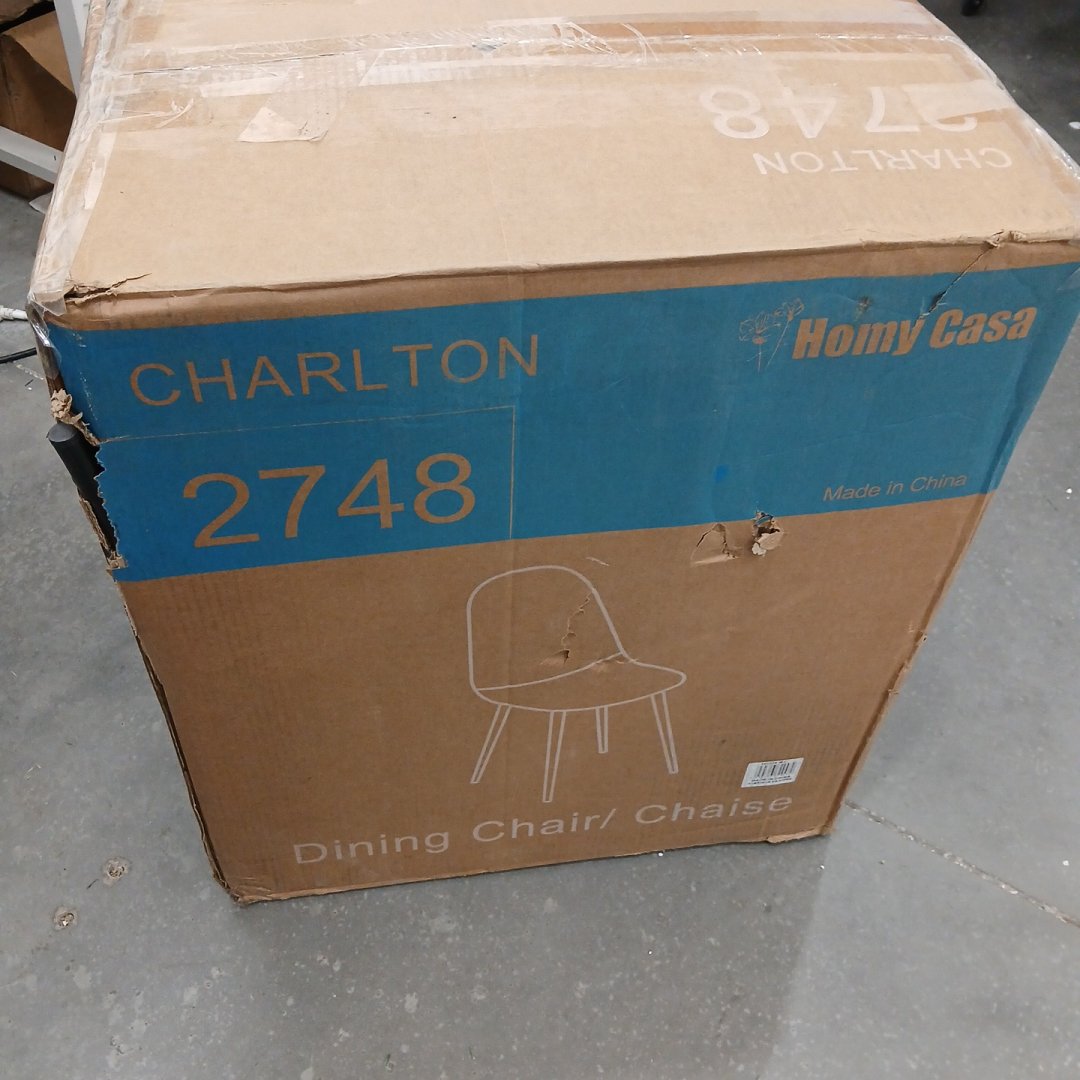 2748
CHARLTON
CHARLTON
Homy Casa
2748
Made in China
Dining Chair/ Chaise